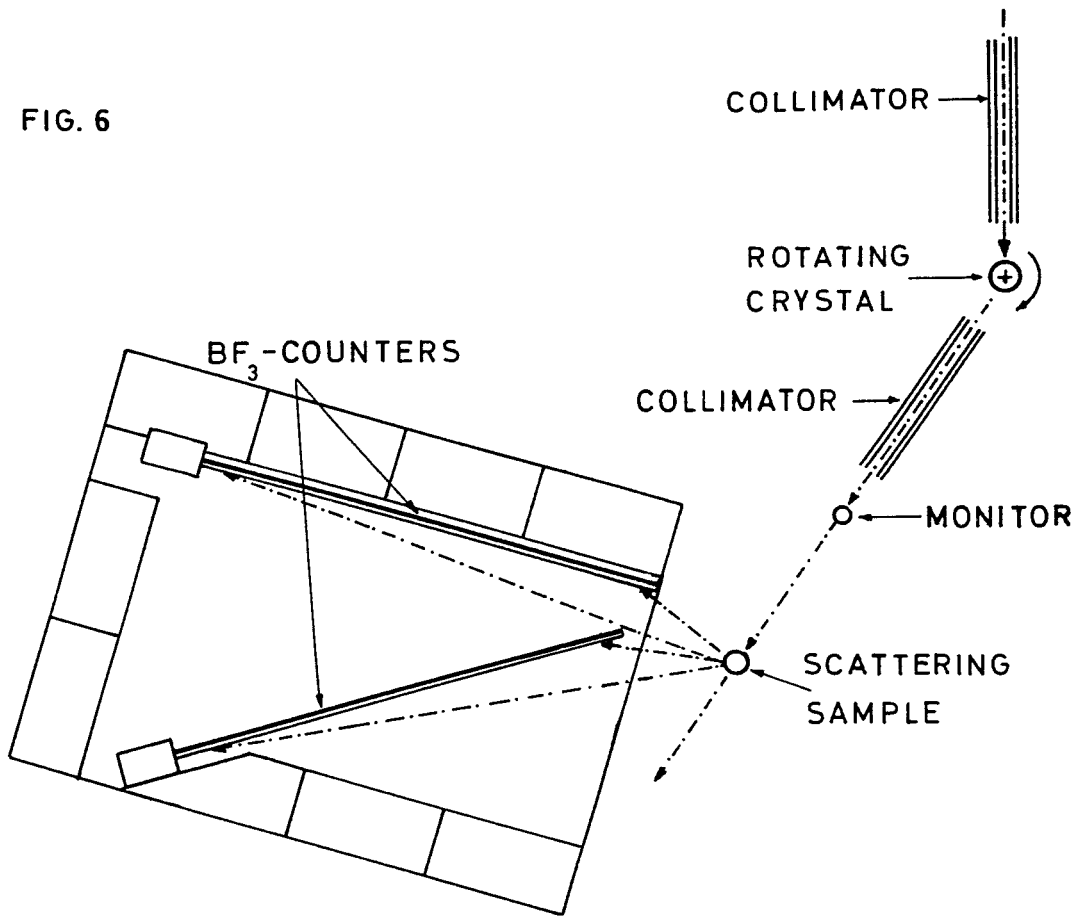 FIG. 6
COLLIMATOR
ROTATING
CRYSTAL
BF3-COUNTERS
COLLIMATOR
MONITOR
SCATTERING
SAMPLE